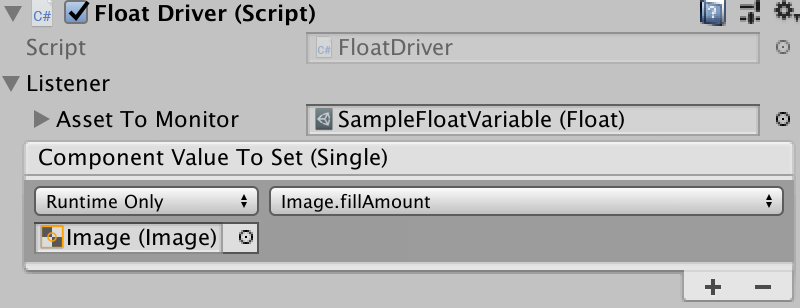 C# Float Driver (Script)
Script C# FloatDriver
Listener
Asset To Monitor SampleFloatVariable (Float)
Component Value To Set (Single)
Runtime Only Image.fillAmount
Image (Image)
+ −